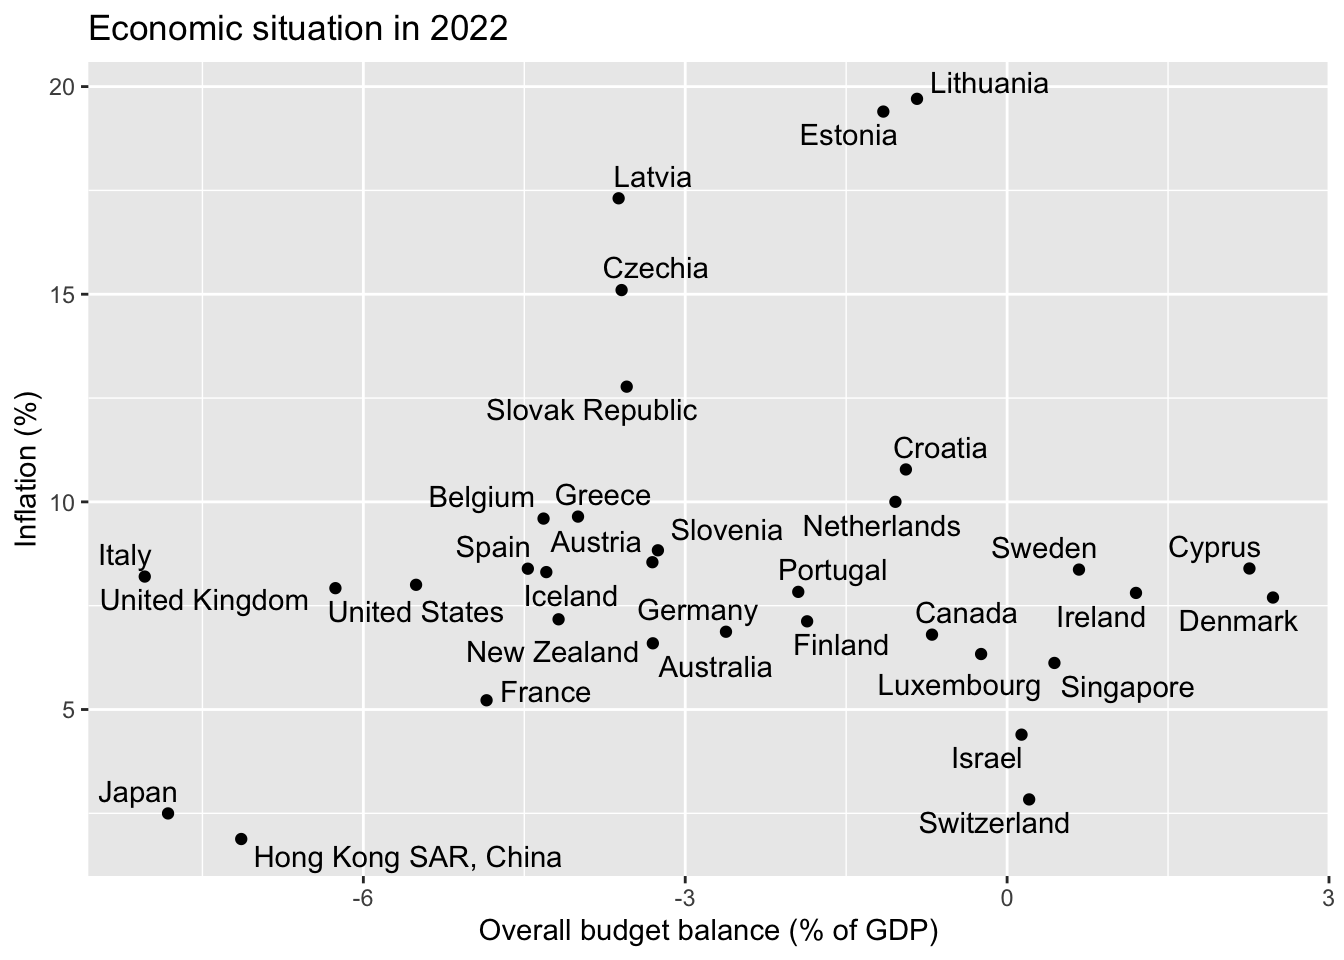 Economic situation in 2022
20
Lithuania
Estonia
Latvia
Czechia
15
Slovak Republic
Croatia
10
Belgium
Greece
Netherlands
Slovenia
Austria
Spain
Sweden
Cyprus
Italy
Portugal
United Kingdom
United States
Iceland
Germany
Canada
Ireland
Denmark
New Zealand
Australia
Finland
Luxembourg
Singapore
France
5
Israel
Japan
Switzerland
Hong Kong SAR, China
Inflation (%)
-6
-3
0
3
Overall budget balance (% of GDP)